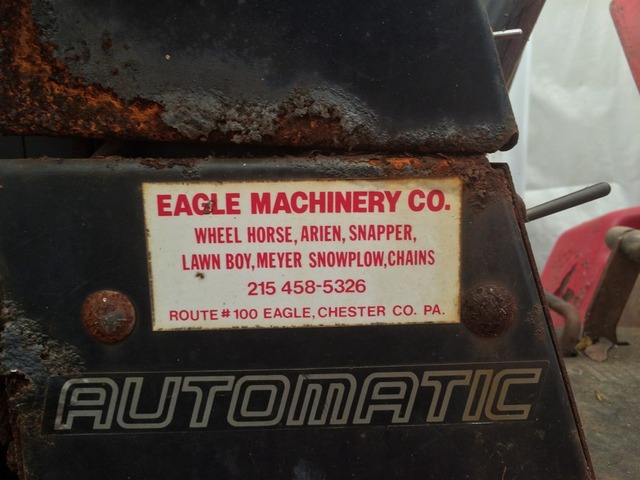 EAGLE MACHINERY CO.
WHEEL HORSE, ARIEN, SNAPPER,
LAWN BOY, MEYER SNOWPLOW, CHAINS
215 458-5326
ROUTE # 100 EAGLE, CHESTER CO. PA.
AUTOMATIC